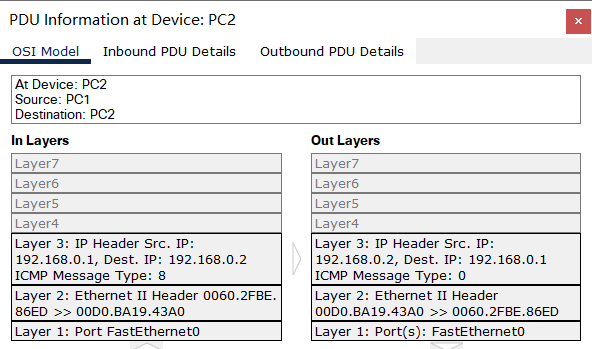 PDU Information at Device: PC2
OSI Model Inbound PDU Details Outbound PDU Details
At Device: PC2
Source: PC1
Destination: PC2
In Layers
Layer7
Layer6
Layer5
Layer4
Layer 3: IP Header Src. IP:
192.168.0.1, Dest. IP: 192.168.0.2
ICMP Message Type: 8
Layer 2: Ethernet II Header 0060.2FBE.
86ED >> 00D0.BA19.43A0
Layer 1: Port FastEthernet0
Out Layers
Layer7
Layer6
Layer5
Layer4
Layer 3: IP Header Src. IP:
192.168.0.2, Dest. IP: 192.168.0.1
ICMP Message Type: 0
Layer 2: Ethernet II Header
00D0.BA19.43A0 >> 0060.2FBE.86ED
Layer 1: Port(s): FastEthernet0